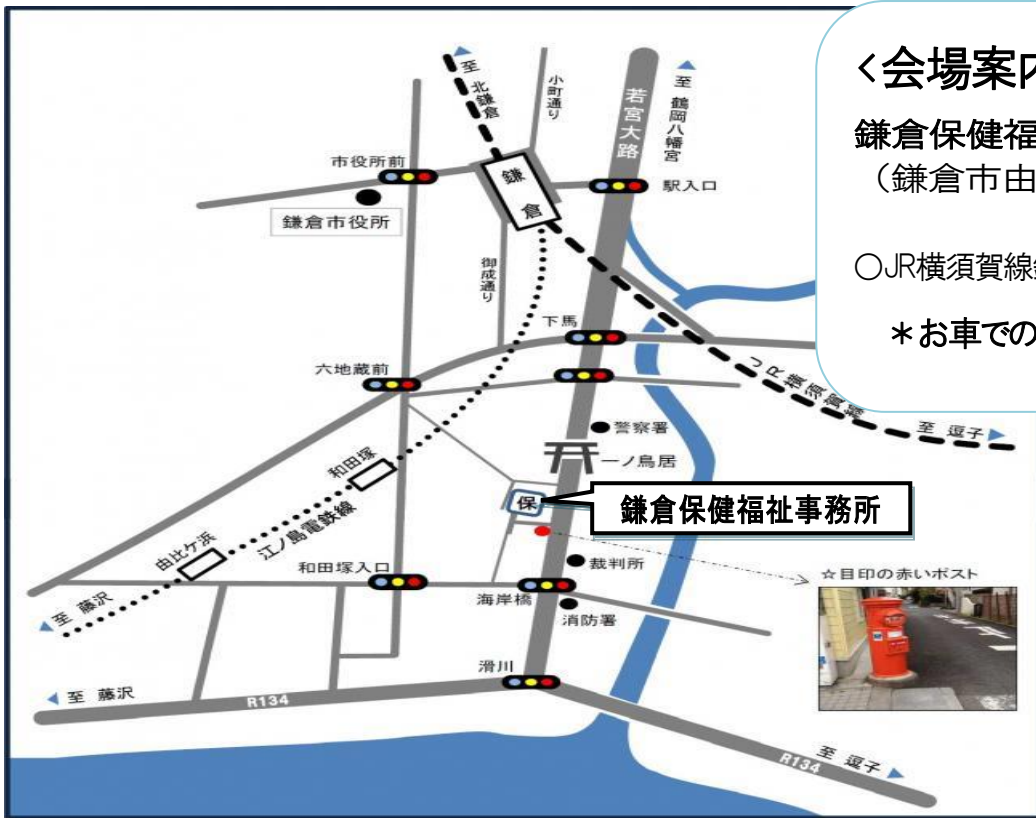 <会場案
鎌倉保健福
（鎌倉市由
○JR横須賀線
＊お車での
至 北鎌倉
小町通り
若宮大路
至 鶴岡八幡宮
市役所前
鎌倉
駅入口
鎌倉市役所
御成通り
下馬
六地蔵前
JR横須賀線
至 逗子
警察署
一ノ鳥居
和田塚
保
鎌倉保健福祉事務所
江ノ島電鉄線
由比ケ浜
和田塚入口
裁判所
海岸橋
☆目印の赤いポスト
消防署
至 藤沢
滑川
至 藤沢
R134
至 逗子
R134